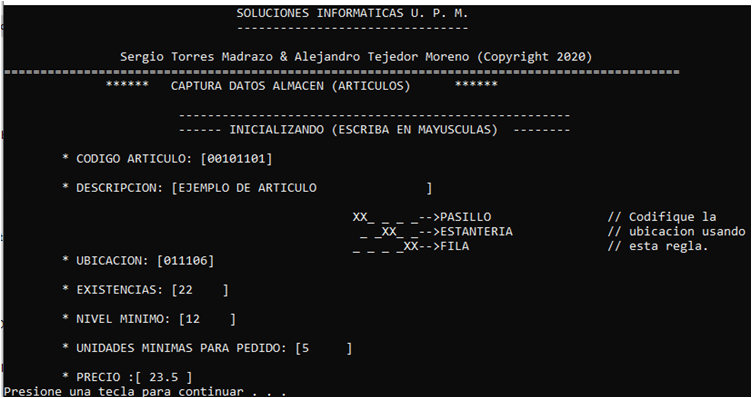 SOLUCIONES INFORMATICAS U. P. M.
--------------------------------
Sergio Torres Madrazo & Alejandro Tejedor Moreno (Copyright 2020)
==============================================================================================
****** CAPTURA DATOS ALMACEN (ARTICULOS) ******
------------------------------------------------------
------ INICIALIZANDO (ESCRIBA EN MAYUSCULAS) --------
* CODIGO ARTICULO: [00101101]
* DESCRIPCION: [EJEMPLO DE ARTICULO ]
XX_ _ _ _-->PASILLO // Codifique la
_ _XX_ _-->ESTANTERIA // ubicacion usando
_ _ _ _XX-->FILA // esta regla.
* UBICACION: [011106]
* EXISTENCIAS: [22 ]
* NIVEL MINIMO: [12 ]
* UNIDADES MINIMAS PARA PEDIDO: [5 ]
* PRECIO :[ 23.5 ]
Presione una tecla para continuar . . .